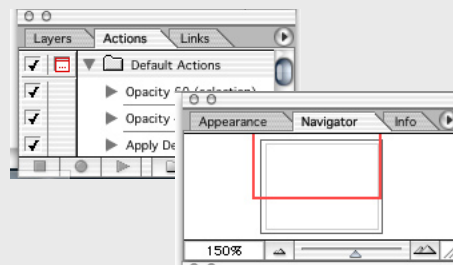 Layers Actions Links
Default Actions
Opacity 60 (selection)
Opacity
Apply De
Appearance Navigator Info
150%